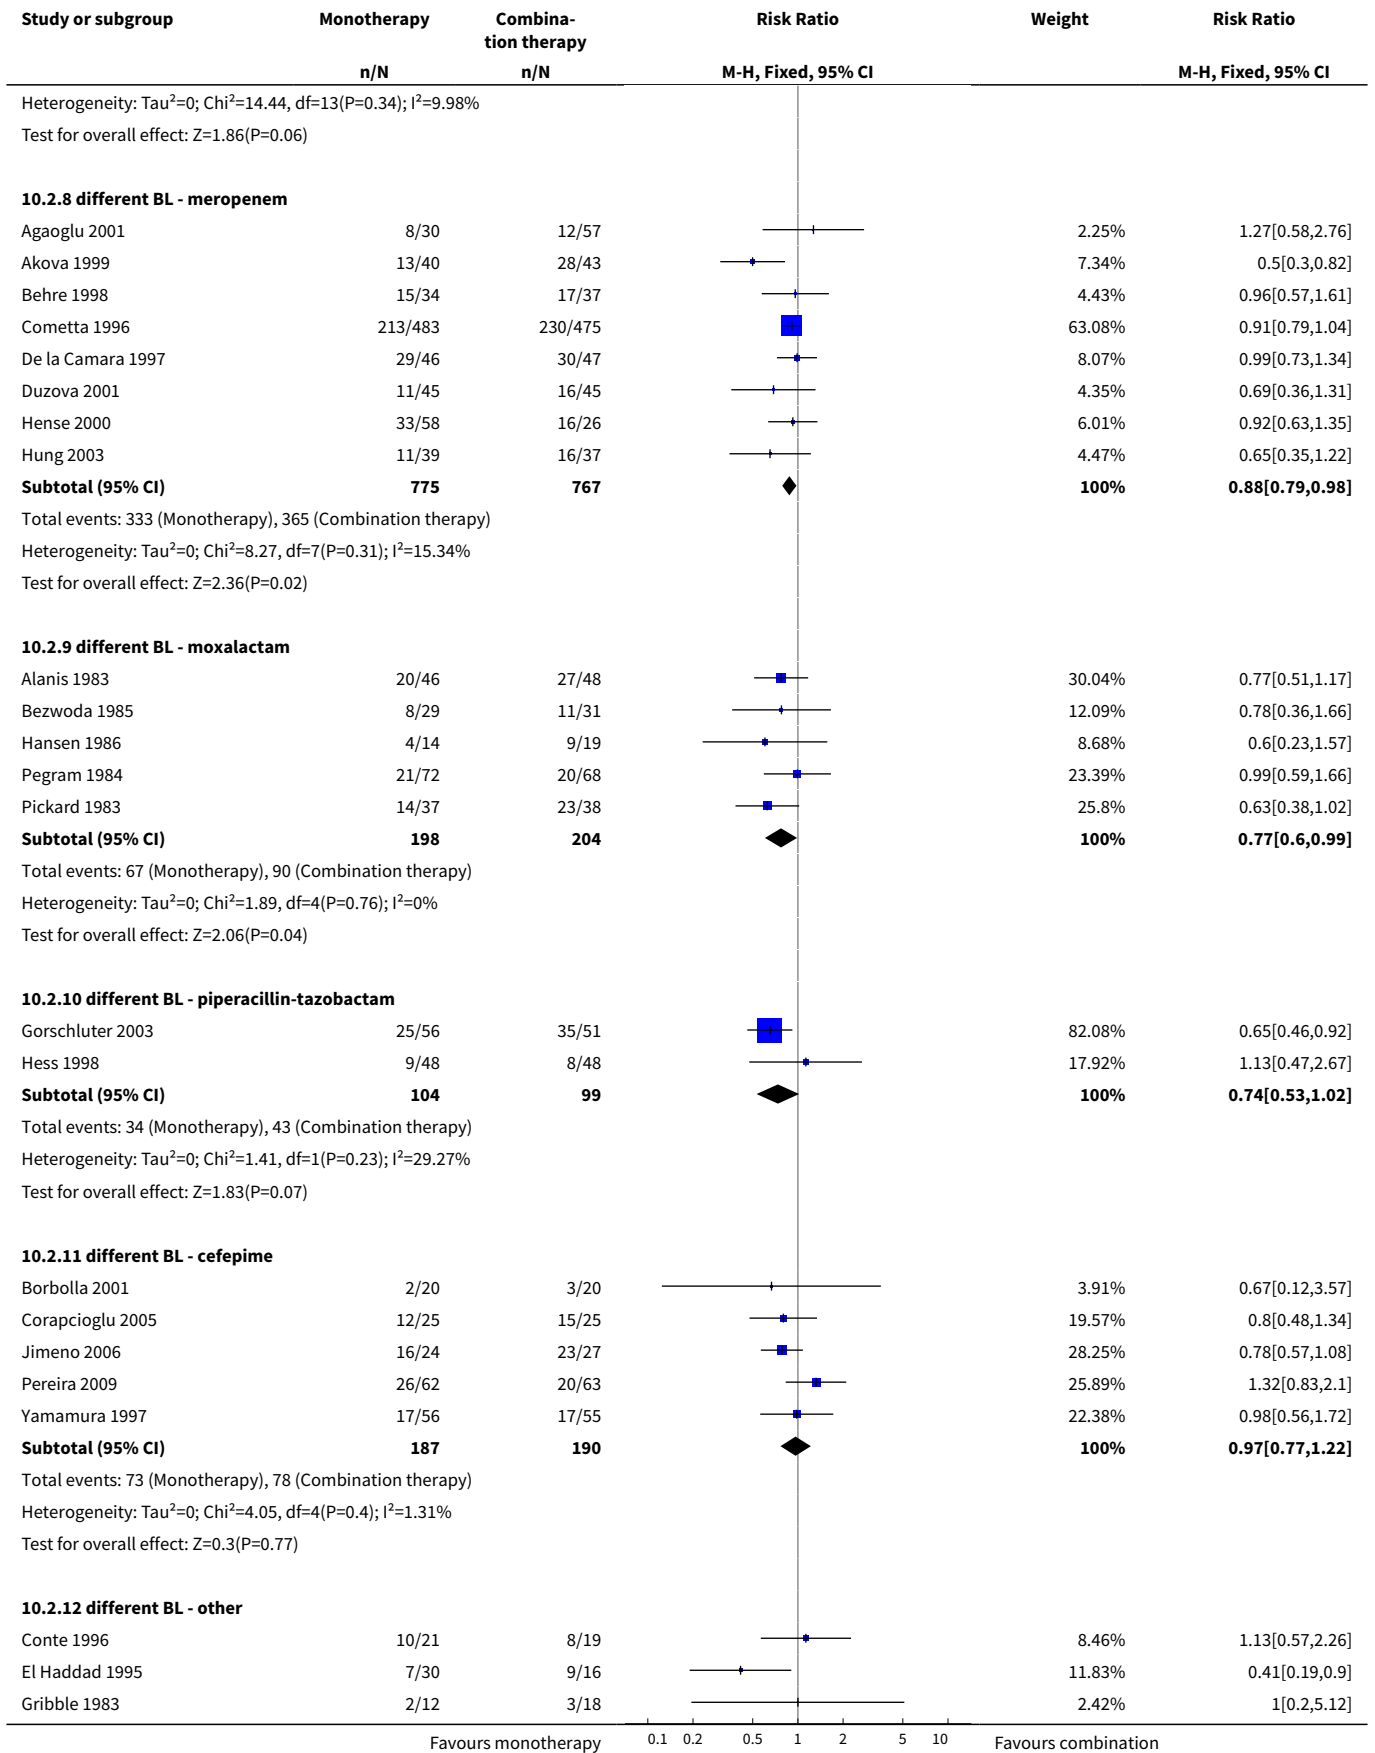 Study or subgroup Monotherapy Combina- Risk Ratio Weight Risk Ratio
tion therapy
n/N n/N M-H, Fixed, 95% CI M-H, Fixed, 95% CI
Heterogeneity: Tau²=0; Chi²=14.44, df=13(P=0.34); I²=9.98%
Test for overall effect: Z=1.86(P=0.06)
10.2.8 different BL - meropenem
Agaoglu 2001 8/30 12/57 2.25% 1.27[0.58,2.76]
Akova 1999 13/40 28/43 7.34% 0.5[0.3,0.82]
Behre 1998 15/34 17/37 4.43% 0.96[0.57,1.61]
Cometta 1996 213/483 230/475 63.08% 0.91[0.79,1.04]
De la Camara 1997 29/46 30/47 8.07% 0.99[0.73,1.34]
Duzova 2001 11/45 16/45 4.35% 0.69[0.36,1.31]
Hense 2000 33/58 16/26 6.01% 0.92[0.63,1.35]
Hung 2003 11/39 16/37 4.47% 0.65[0.35,1.22]
Subtotal (95% CI) 775 767 100% 0.88[0.79,0.98]
Total events: 333 (Monotherapy), 365 (Combination therapy)
Heterogeneity: Tau²=0; Chi²=8.27, df=7(P=0.31); I²=15.34%
Test for overall effect: Z=2.36(P=0.02)
10.2.9 different BL - moxalactam
Alanis 1983 20/46 27/48 30.04% 0.77[0.51,1.17]
Bezwoda 1985 8/29 11/31 12.09% 0.78[0.36,1.66]
Hansen 1986 4/14 9/19 8.68% 0.6[0.23,1.57]
Pegram 1984 21/72 20/68 23.39% 0.99[0.59,1.66]
Pickard 1983 14/37 23/38 25.8% 0.63[0.38,1.02]
Subtotal (95% CI) 198 204 100% 0.77[0.6,0.99]
Total events: 67 (Monotherapy), 90 (Combination therapy)
Heterogeneity: Tau²=0; Chi²=1.89, df=4(P=0.76); I²=0%
Test for overall effect: Z=2.06(P=0.04)
10.2.10 different BL - piperacillin-tazobactam
Gorschluter 2003 25/56 35/51 82.08% 0.65[0.46,0.92]
Hess 1998 9/48 8/48 17.92% 1.13[0.47,2.67]
Subtotal (95% CI) 104 99 100% 0.74[0.53,1.02]
Total events: 34 (Monotherapy), 43 (Combination therapy)
Heterogeneity: Tau²=0; Chi²=1.41, df=1(P=0.23); I²=29.27%
Test for overall effect: Z=1.83(P=0.07)
10.2.11 different BL - cefepime
Borbolla 2001 2/20 3/20 3.91% 0.67[0.12,3.57]
Corapcioglu 2005 12/25 15/25 19.57% 0.8[0.48,1.34]
Jimeno 2006 16/24 23/27 28.25% 0.78[0.57,1.08]
Pereira 2009 26/62 20/63 25.89% 1.32[0.83,2.1]
Yamamura 1997 17/56 17/55 22.38% 0.98[0.56,1.72]
Subtotal (95% CI) 187 190 100% 0.97[0.77,1.22]
Total events: 73 (Monotherapy), 78 (Combination therapy)
Heterogeneity: Tau²=0; Chi²=4.05, df=4(P=0.4); I²=1.31%
Test for overall effect: Z=0.3(P=0.77)
10.2.12 different BL - other
Conte 1996 10/21 8/19 8.46% 1.13[0.57,2.26]
El Haddad 1995 7/30 9/16 11.83% 0.41[0.19,0.9]
Gribble 1983 2/12 3/18 2.42% 1[0.2,5.12]
Favours monotherapy 0.1 0.2 0.5 1 2 5 10 Favours combination